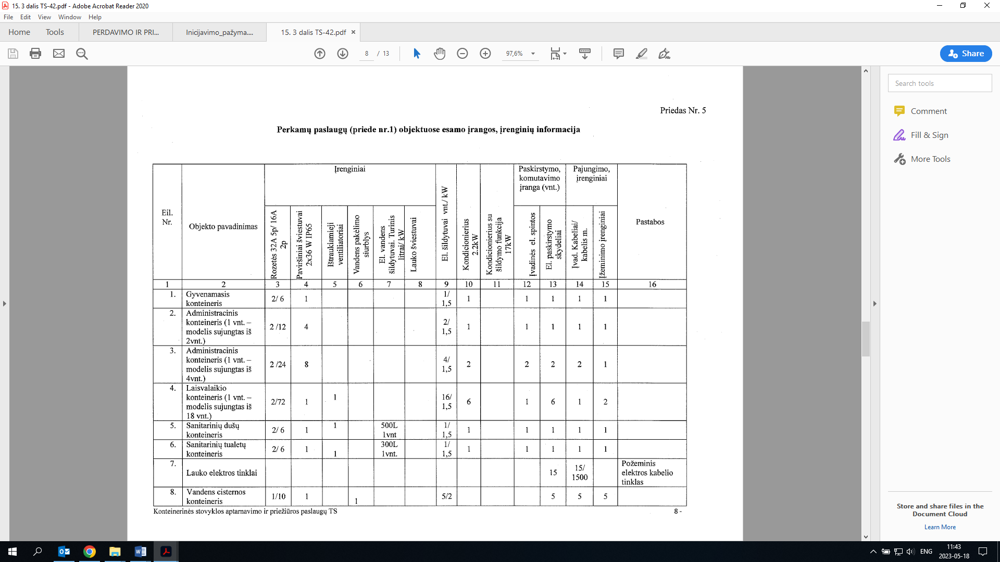 15. 3 dalis TS-42.pdf - Adobe Acrobat Reader 2020
File Edit View Window Help
Home Tools PERDAVIMO IR PRI... Inicijavimo_pažyma.... 15. 3 dalis TS-42.pdf
8 / 13 97,6% Share
Search tools
Comment
Fill & Sign
More Tools
Store and share files in the
Document Cloud
Learn More
Priedas Nr. 5
Perkamų paslaugų (priede nr.1) objektuose esamo įrangos, įrenginių informacija
Eil.
Nr.
Objekto pavadinimas
Įrenginiai
Rozetės 32A 5p/ 16A
2p
Paviršiniai šviestuvai
2x36 W IP65
Ištraukiamieji
ventiliatoriai
Vandens pakėlimo
siurblys
El. vandens
šildytuvai. Turinis
litrai/ kW
Lauko šviestuvai
El. šildytuvai vnt./ kW
Kondicionierius
2.2kW
Kondicionierius su
šildymo funkcija
17kW
Paskirstymo,
komutavimo
įranga (vnt.)
Įvadinės el. spintos
El. paskirstymo
skydeliai
Pajungimo,
įrenginiai
Įvad. Kabeliai/
kabelis m.
Įžeminimo įrenginiai
Pastabos
1 2 3 4 5 6 7 8 9 10 11 12 13 14 15 16
1. Gyvenamasis
konteineris
2/ 6 1 1/
1,5
1 1 1 1 1
2. Administracinis
konteineris (1 vnt. –
modelis sujungtas iš
2vnt.)
2 /12 4 2/
1,5
1 1 1 1 1
3. Administracinis
konteineris (1 vnt. –
modelis sujungtas iš
4vnt.)
2 /24 8 4/
1,5
2 2 2 2 1
4. Laisvalaikio
konteineris (1 vnt. –
modelis sujungtas iš
18 vnt.)
2/72 1 1 16/
1,5
6 1 6 1 2
5. Sanitarinių dušų
konteineris
2/ 6 1 1 500L
1vnt
1/
1,5
1 1 1 1 1
6. Sanitarinių tualetų
konteineris
2/ 6 1 1 300L
1vnt.
1/
1,5
1 1 1 1 1
7. Lauko elektros tinklai
15 15/
1500
Požeminis
elektros kabelio
tinklas
8. Vandens cisternos
konteineris
1/10 1 1 5/2 5 5 5
Konteinerinės stovyklos aptarnavimo ir priežiūros paslaugų TS 8 -
ENG 11:43
2023-05-18